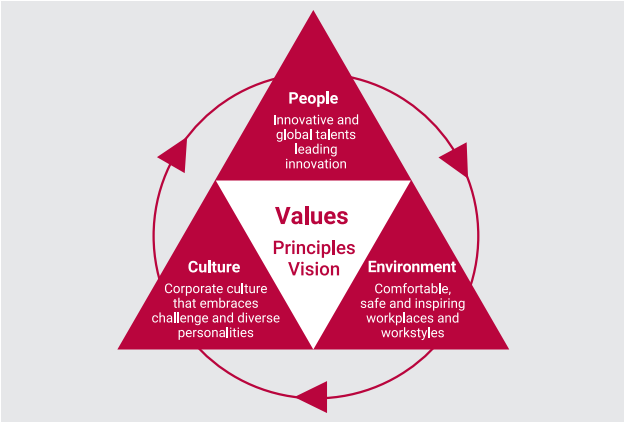 People
Innovative and
global talents
leading
innovation
Values
Principles
Vision
Culture
Corporate culture
that embraces
challenge and diverse
personalities
Environment
Comfortable,
safe and inspiring
workplaces and
workstyles